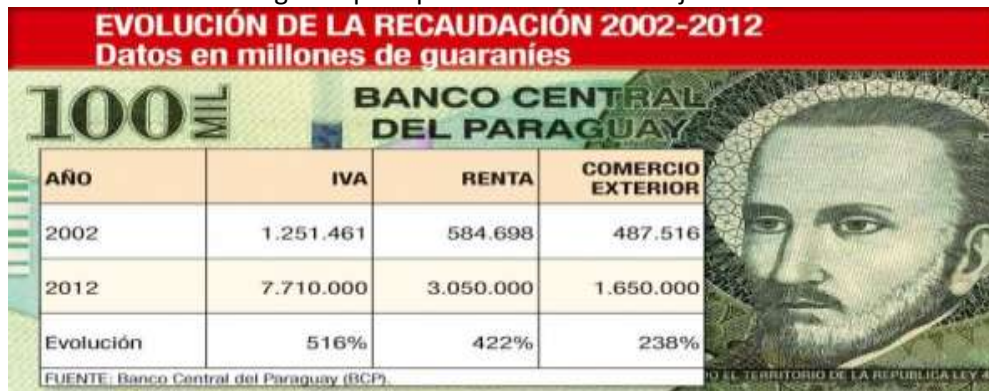 EVOLUCIÓN DE LA RECAUDACIÓN 2002-2012
Datos en millones de guaraníes
100 MIL
BANCO CENTRAL
DEL PARAGUAY
AÑO IVA RENTA COMERCIO EXTERIOR
2002 1.251.461 584.698 487.516
2012 7.710.000 3.050.000 1.650.000
Evolución 516% 422% 238%
FUENTE: Banco Central del Paraguay (BCP).
EL TERRITORIO DE LA REPUBLICA LEY